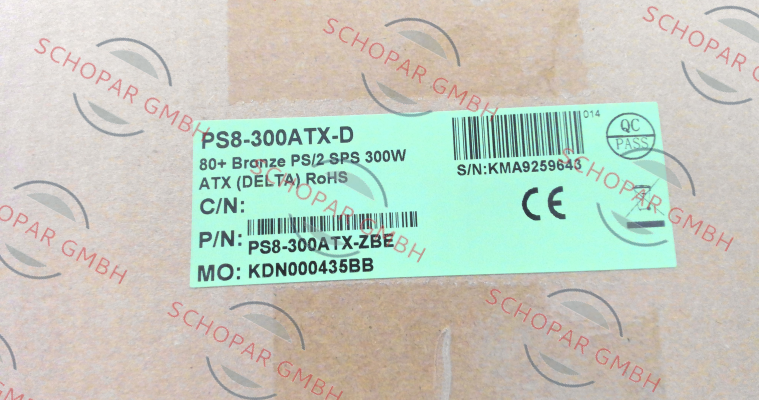 PS8-300ATX-D
80+ Bronze PS/2 SPS 300W
ATX (DELTA) RoHS
C/N:
P/N:
PS8-300ATX-ZBE
MO: KDN000435BB
014
S/N:KMA9259643
QC
PASS
CE
SCHOPAR GMBH
SCHOPAR GMBH
SCHOPAR GMBH
SCHOPAR GMBH
SCHOPAR GMBH
SCHOPAR GMBH
SCHOPAR GMBH